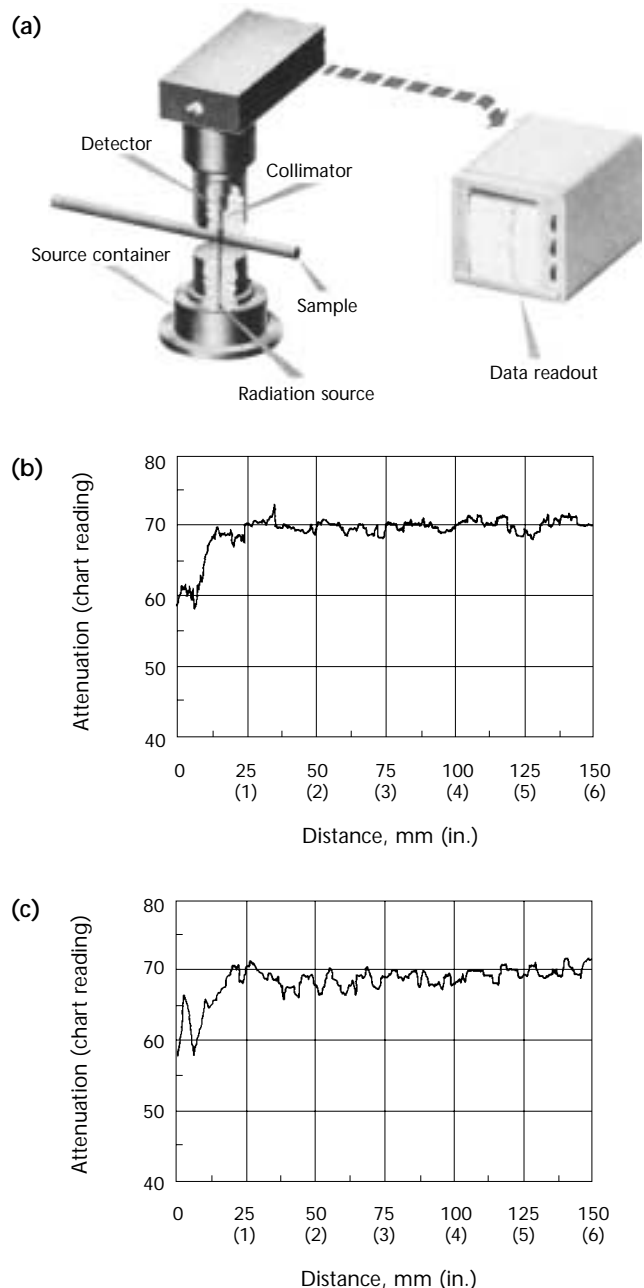 (a)
Detector
Collimator
Source container
Sample
Radiation source
Data readout
(b)
Attenuation (chart reading)
80
70
60
50
40
0 25 50 75 100 125 150
(1) (2) (3) (4) (5) (6)
Distance, mm (in.)
(c)
Attenuation (chart reading)
80
70
60
50
40
0 25 50 75 100 125 150
(1) (2) (3) (4) (5) (6)
Distance, mm (in.)